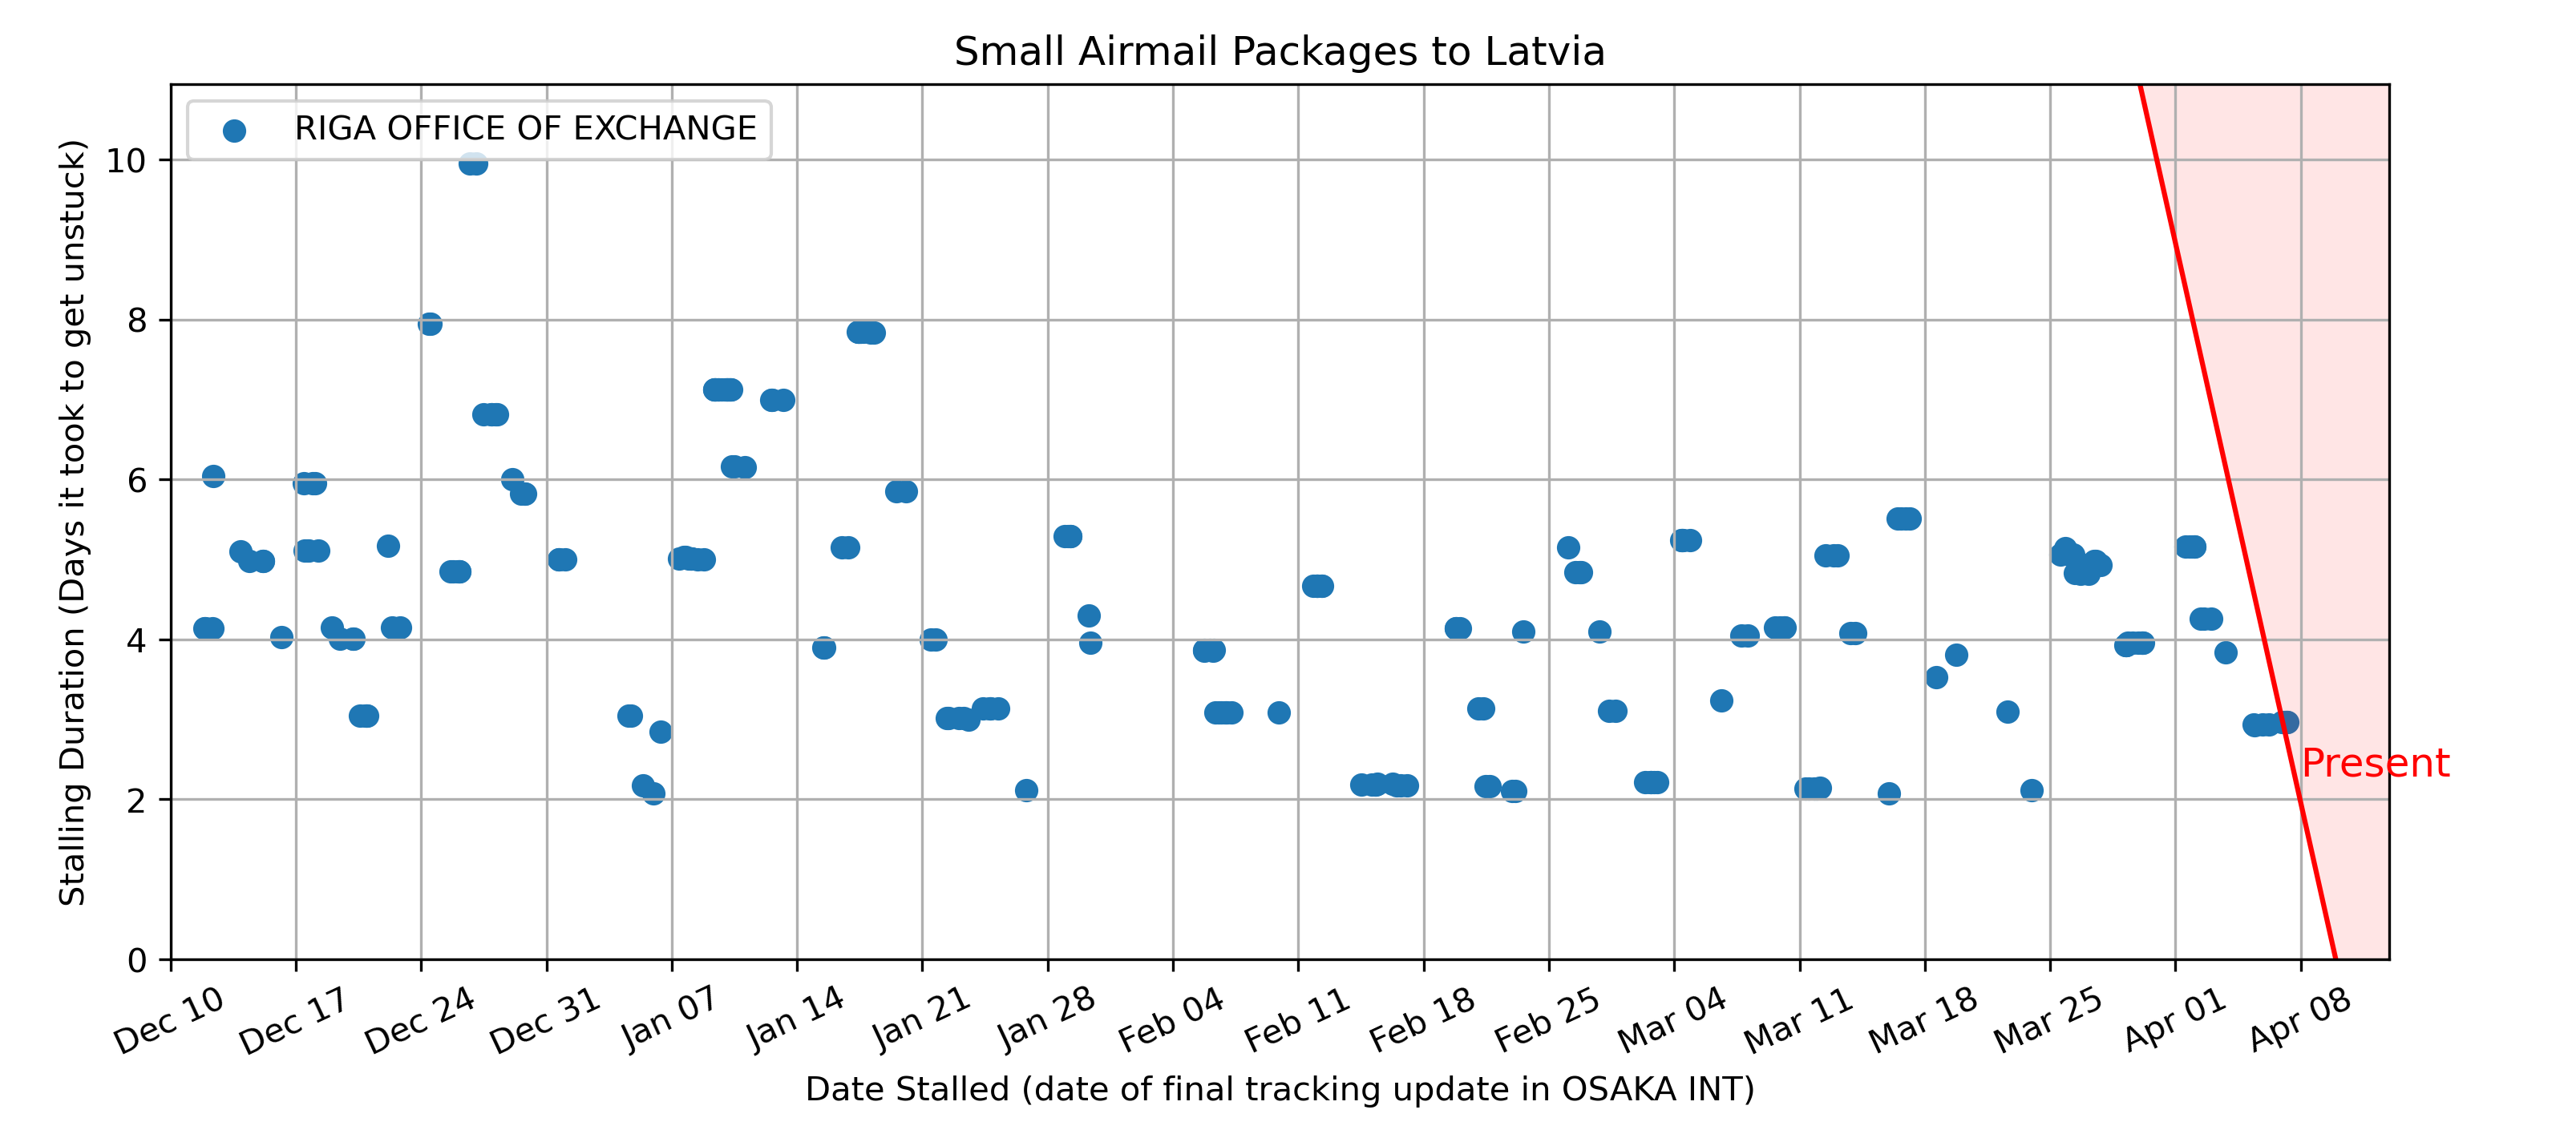 Small Airmail Packages to Latvia
RIGA OFFICE OF EXCHANGE
Stalling Duration (Days it took to get unstuck)
10
8
6
4
2
0
Present
Dec 10
Dec 17
Dec 24
Dec 31
Jan 07
Jan 14
Jan 21
Jan 28
Feb 04
Feb 11
Feb 18
Feb 25
Mar 04
Mar 11
Mar 18
Mar 25
Apr 01
Apr 08
Date Stalled (date of final tracking update in OSAKA INT)